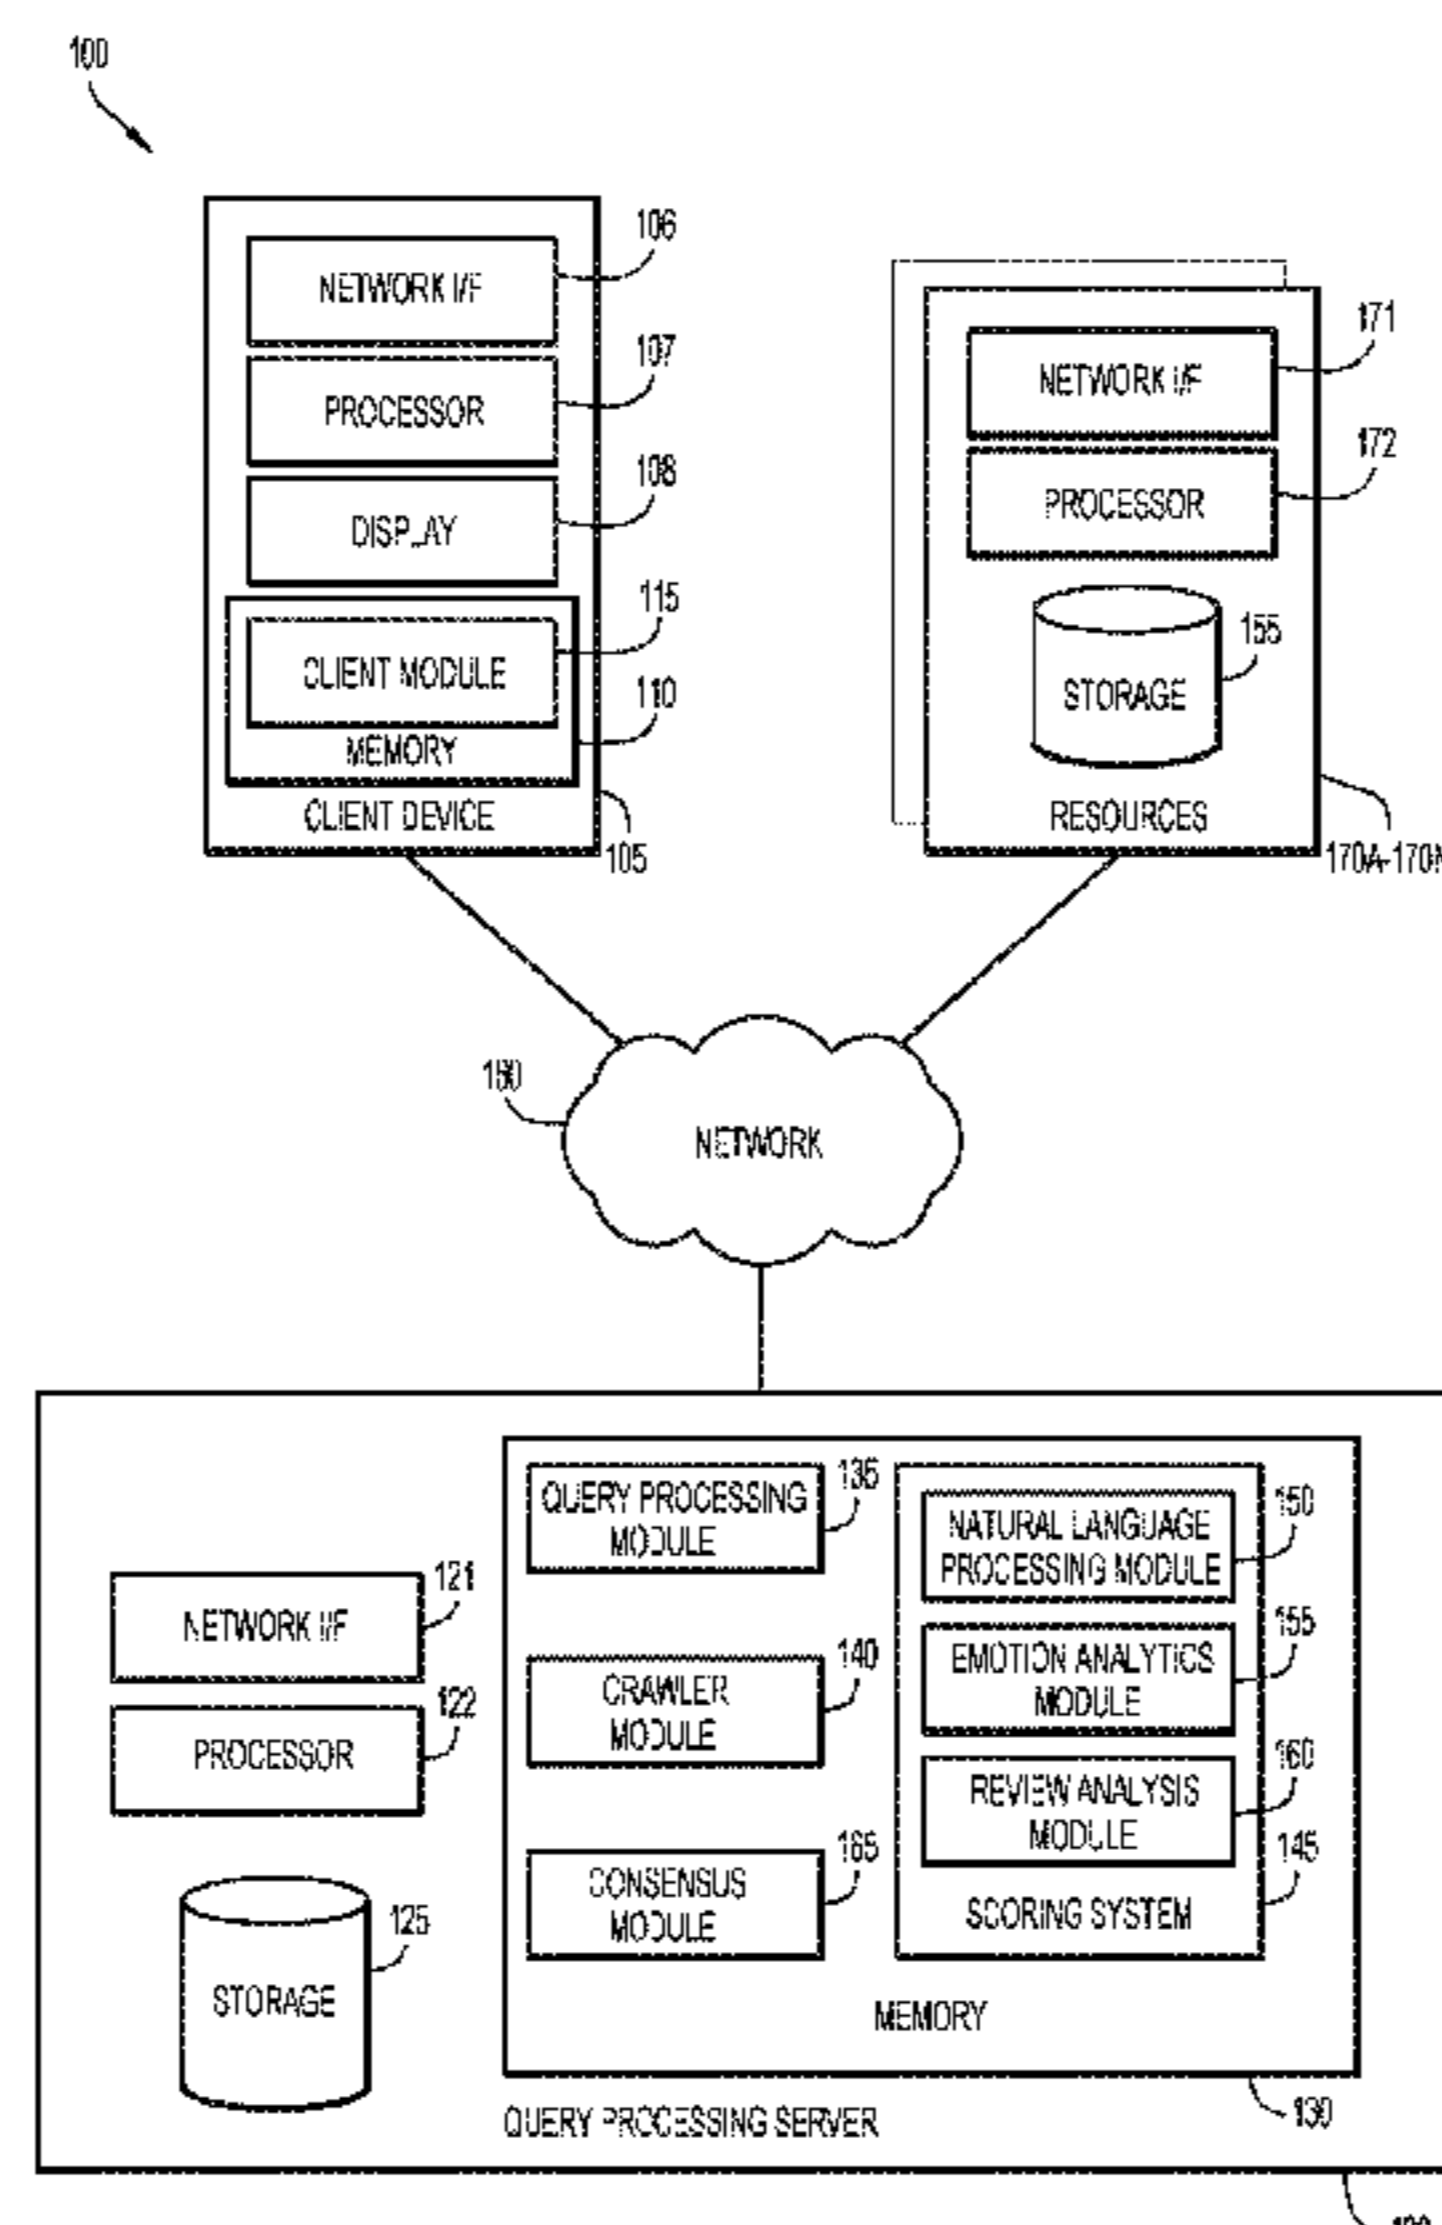 100
106
NETWORK I/F
107
PROCESSOR
108
DISPLAY
115
CLIENT MODULE
110
MEMORY
CLIENT DEVICE
105
171
NETWORK I/F
172
PROCESSOR
155
STORAGE
RESOURCES
170A-170N
NETWORK
QUERY PROCESSING
MODULE
135
NATURAL LANGUAGE
PROCESSING MODULE
150
121
NETWORK I/F
EMOTION ANALYTICS
MODULE
155
140
CRAWLER
MODULE
122
PROCESSOR
REVIEW ANALYSIS
MODULE
160
165
CONSENSUS
MODULE
145
SCORING SYSTEM
125
STORAGE
MEMORY
130
QUERY PROCESSING SERVER